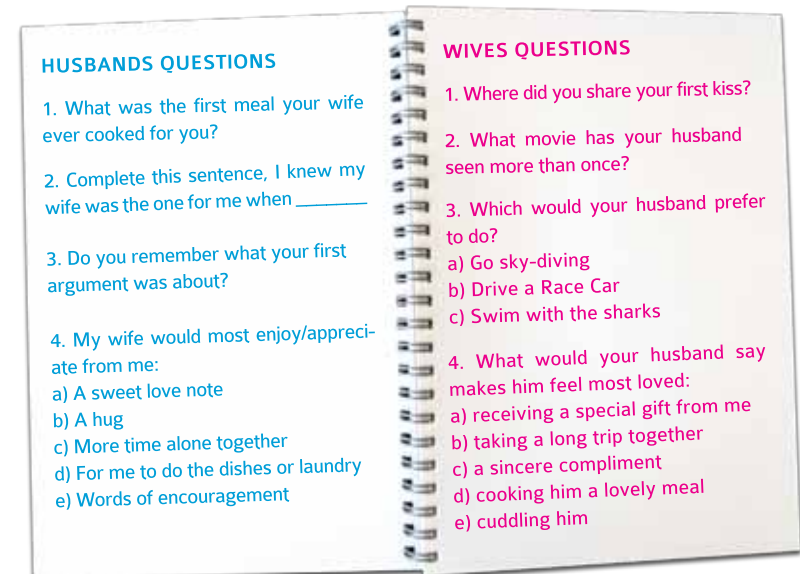 HUSBANDS QUESTIONS
1. What was the first meal your wife
ever cooked for you?
2. Complete this sentence, I knew my
wife was the one for me when ________
3. Do you remember what your first
argument was about?
4. My wife would most enjoy/appreci-
ate from me:
a) A sweet love note
b) A hug
c) More time alone together
d) For me to do the dishes or laundry
e) Words of encouragement
WIVES QUESTIONS
1. Where did you share your first kiss?
2. What movie has your husband
seen more than once?
3. Which would your husband prefer
to do?
a) Go sky-diving
b) Drive a Race Car
c) Swim with the sharks
4. What would your husband say
makes him feel most loved:
a) receiving a special gift from me
b) taking a long trip together
c) a sincere compliment
d) cooking him a lovely meal
e) cuddling him